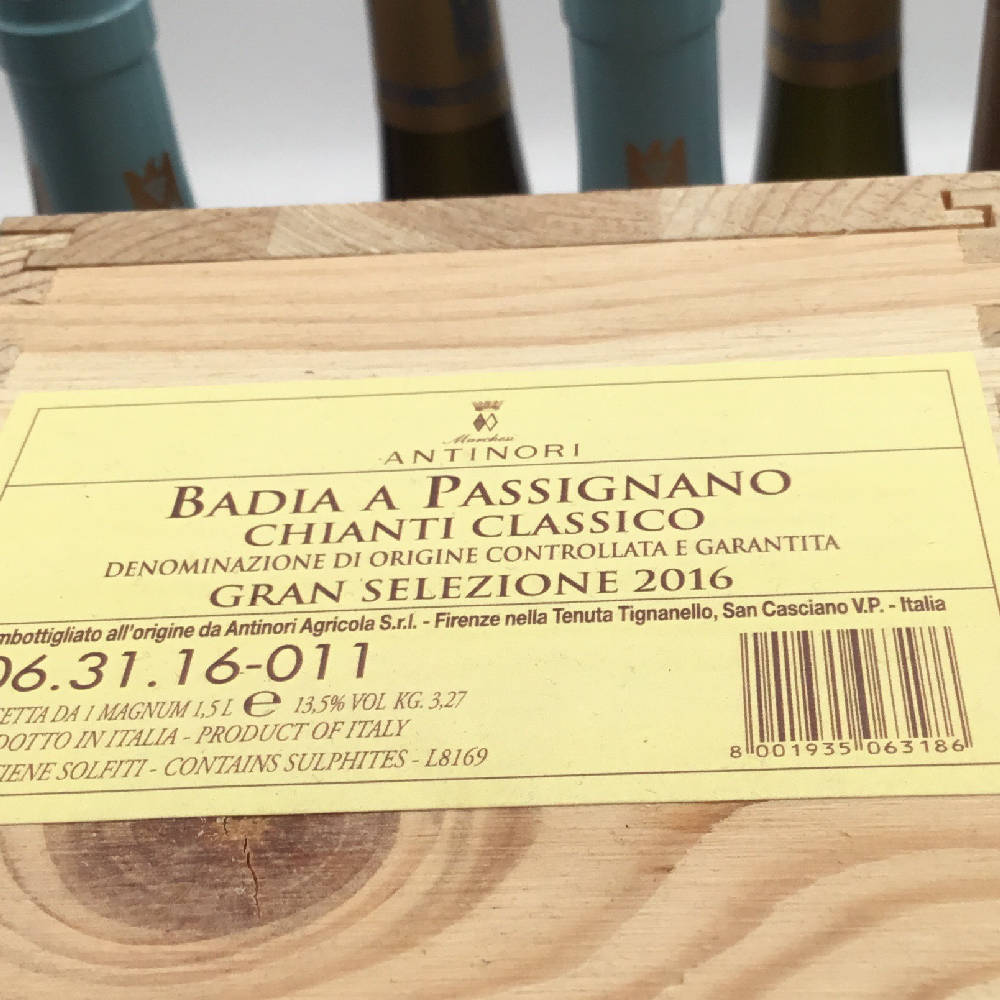 Marchesi
ANTINORI
BADIA A PASSIGNANO
CHIANTI CLASSICO
DENOMINAZIONE DI ORIGINE CONTROLLATA E GARANTITA
GRAN SELEZIONE 2016
mbottigliato all'origine da Antinori Agricola S.r.l. - Firenze nella Tenuta Tignanello, San Casciano V.P. - Italia
06.31.16-011
ETTA DA 1 MAGNUM 1,5 L e 13.5% VOL KG. 3,27
DOTTO IN ITALIA - PRODUCT OF ITALY
IENE SOLFITI - CONTAINS SULPHITES - L8169
8 001935 063186